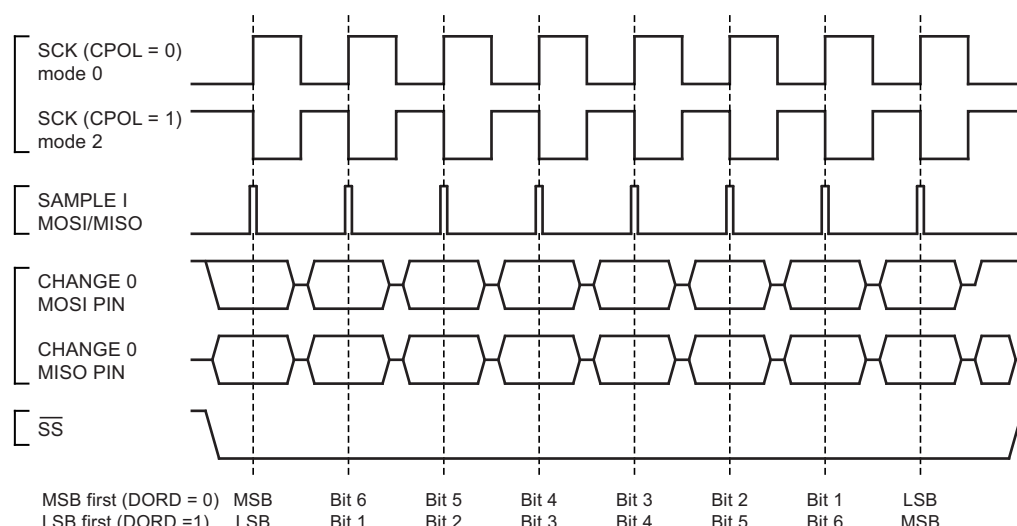 SCK (CPOL = 0)
mode 0
SCK (CPOL = 1)
mode 2
SAMPLE I
MOSI/MISO
CHANGE 0
MOSI PIN
CHANGE 0
MISO PIN
SS
MSB first (DORD = 0) MSB Bit 6 Bit 5 Bit 4 Bit 3 Bit 2 Bit 1 LSB
LSB first (DORD =1) LSB Bit 1 Bit 2 Bit 3 Bit 4 Bit 5 Bit 6 MSB